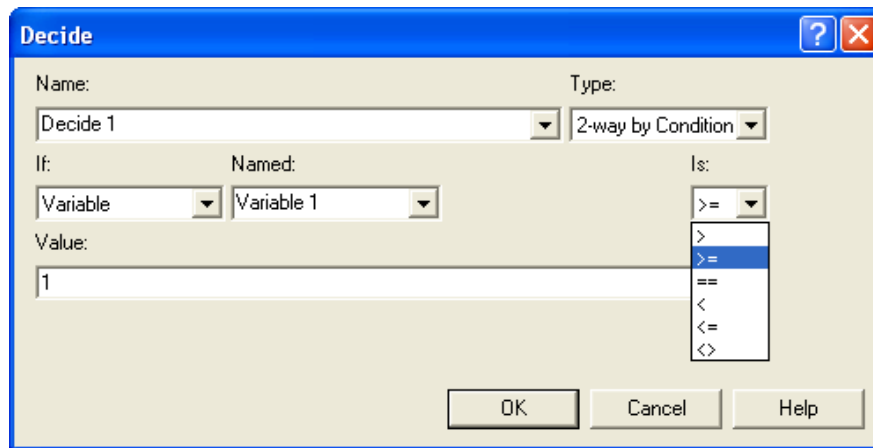 Decide
Name: Type:
Decide 1 2-way by Condition
If: Named: Is:
Variable Variable 1 >=
Value:
1
>
>=
==
<
<=
<>
OK Cancel Help